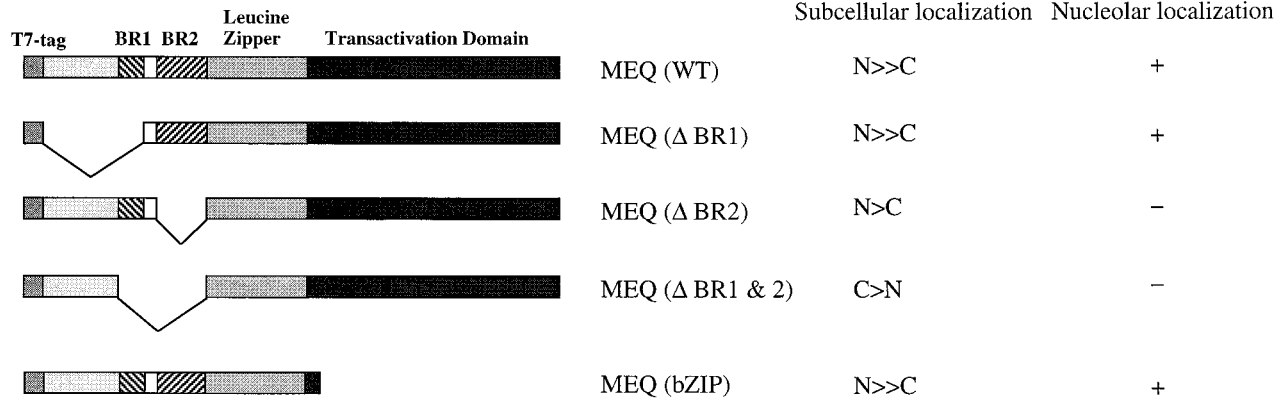 Subcellular localization Nucleolar localization
T7-tag BR1 BR2 Leucine Zipper Transactivation Domain
MEQ (WT) N>>C +
MEQ (Δ BR1) N>>C +
MEQ (Δ BR2) N>C −
MEQ (Δ BR1 & 2) C>N −
MEQ (bZIP) N>>C +